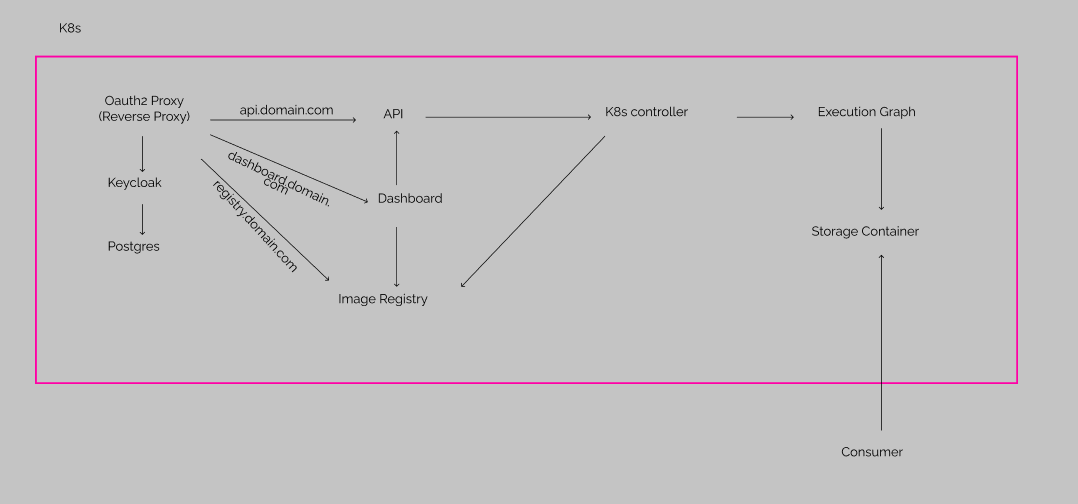 K8s
Oauth2 Proxy
(Reverse Proxy)
api.domain.com
API
K8s controller
Execution Graph
dashboard.domain.
com
Keycloak
registry.domain.com
Dashboard
Postgres
Storage Container
Image Registry
Consumer